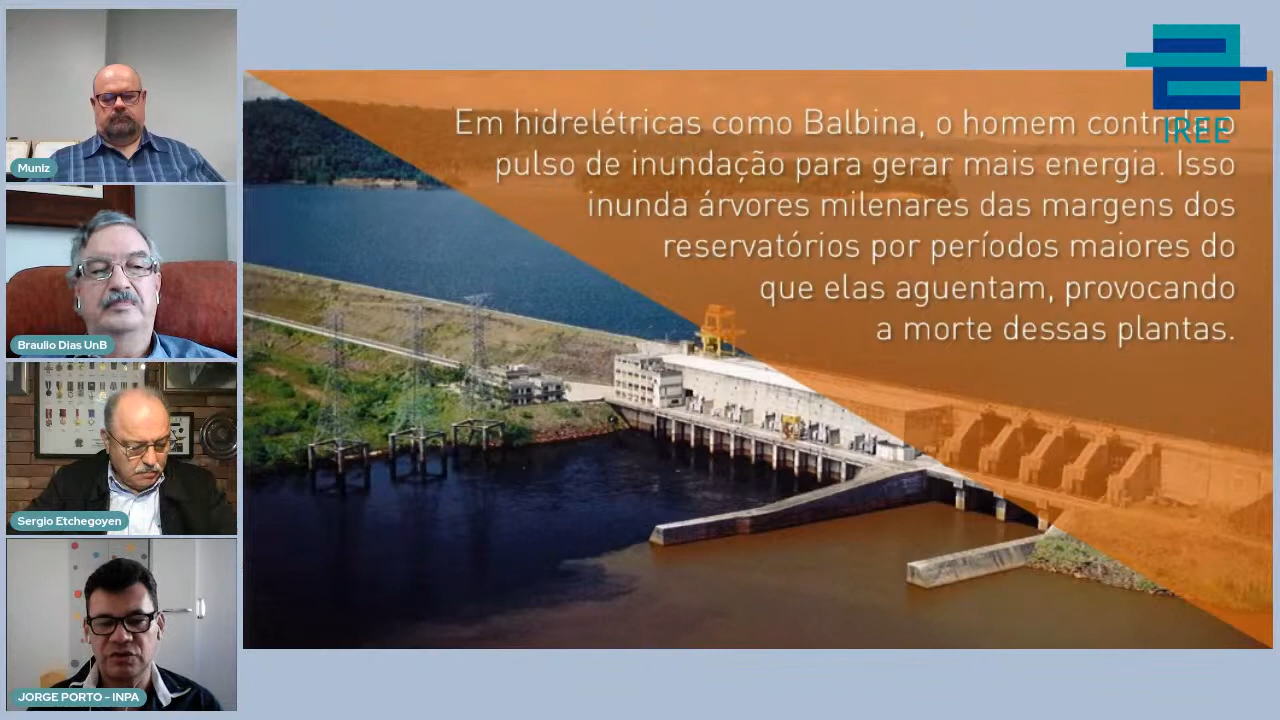 Muniz
Braulio Dias UnB
Sergio Etchegoyen
JORGE PORTO - INPA
IREE
Em hidrelétricas como Balbina, o homem controla o
pulso de inundação para gerar mais energia. Isso
inunda árvores milenares das margens dos
reservatórios por períodos maiores do
que elas aguentam, provocando
a morte dessas plantas.